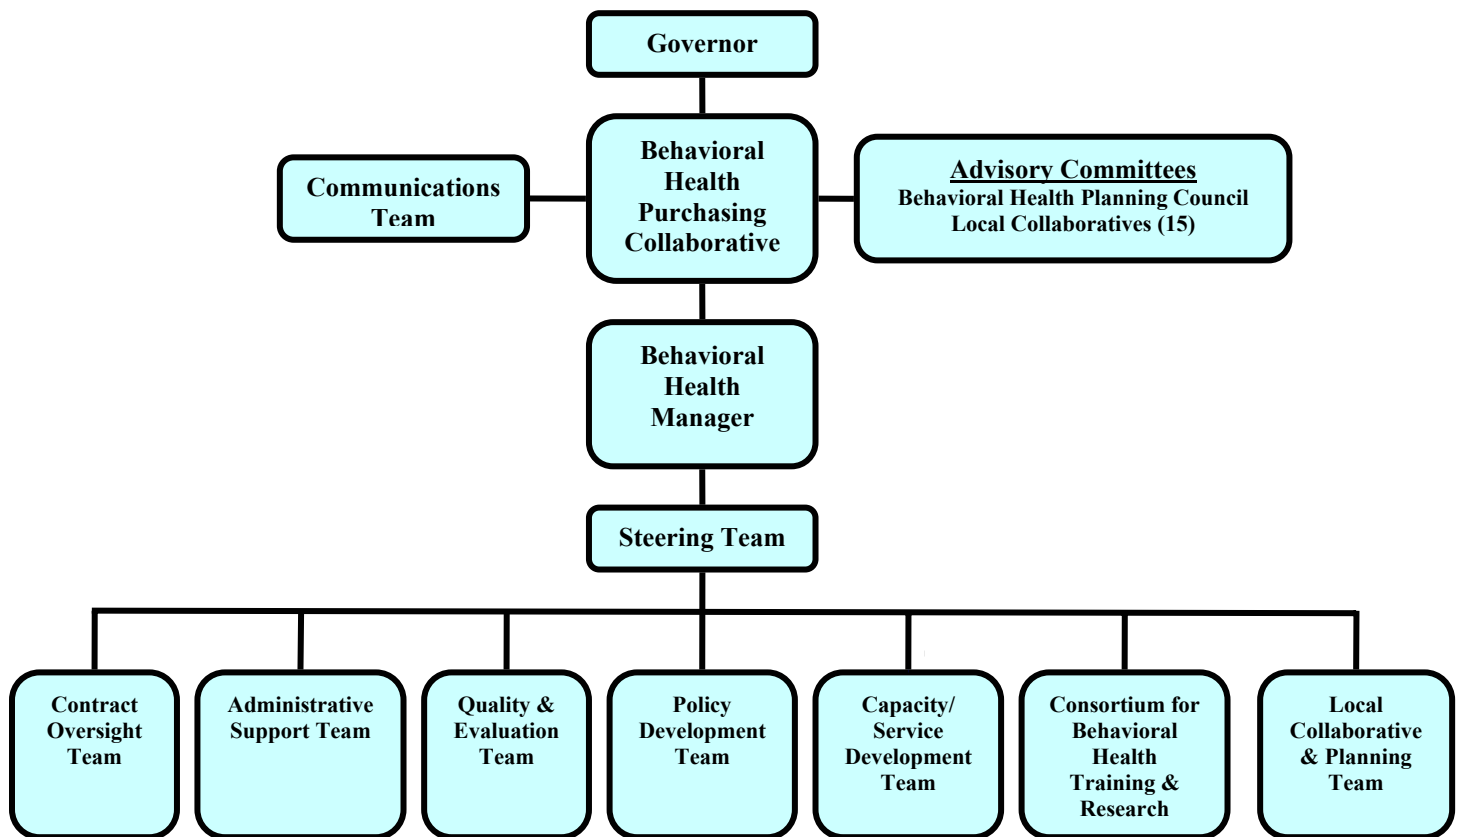 Governor
Communications
Team
Behavioral
Health
Purchasing
Collaborative
Advisory Committees
Behavioral Health Planning Council
Local Collaboratives (15)
Behavioral
Health
Manager
Steering Team
Contract
Oversight
Team
Administrative
Support Team
Quality &
Evaluation
Team
Policy
Development
Team
Capacity/
Service
Development
Team
Consortium for
Behavioral
Health
Training &
Research
Local
Collaborative
& Planning
Team